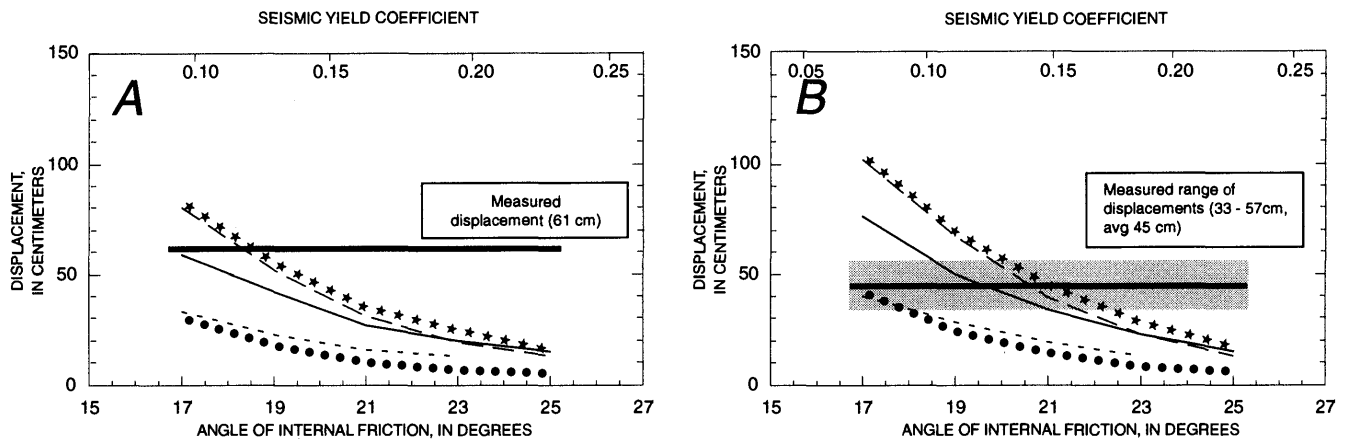 SEISMIC YIELD COEFFICIENT
150
0.10 0.15 0.20 0.25
A
100
Measured
displacement (61 cm)
DISPLACEMENT,
IN CENTIMETERS
50
0
15 17 19 21 23 25 27
ANGLE OF INTERNAL FRICTION, IN DEGREES
SEISMIC YIELD COEFFICIENT
150
0.05 0.10 0.15 0.20 0.25
B
100
Measured range of
displacements (33 - 57cm,
avg 45 cm)
DISPLACEMENT,
IN CENTIMETERS
50
0
15 17 19 21 23 25 27
ANGLE OF INTERNAL FRICTION, IN DEGREES